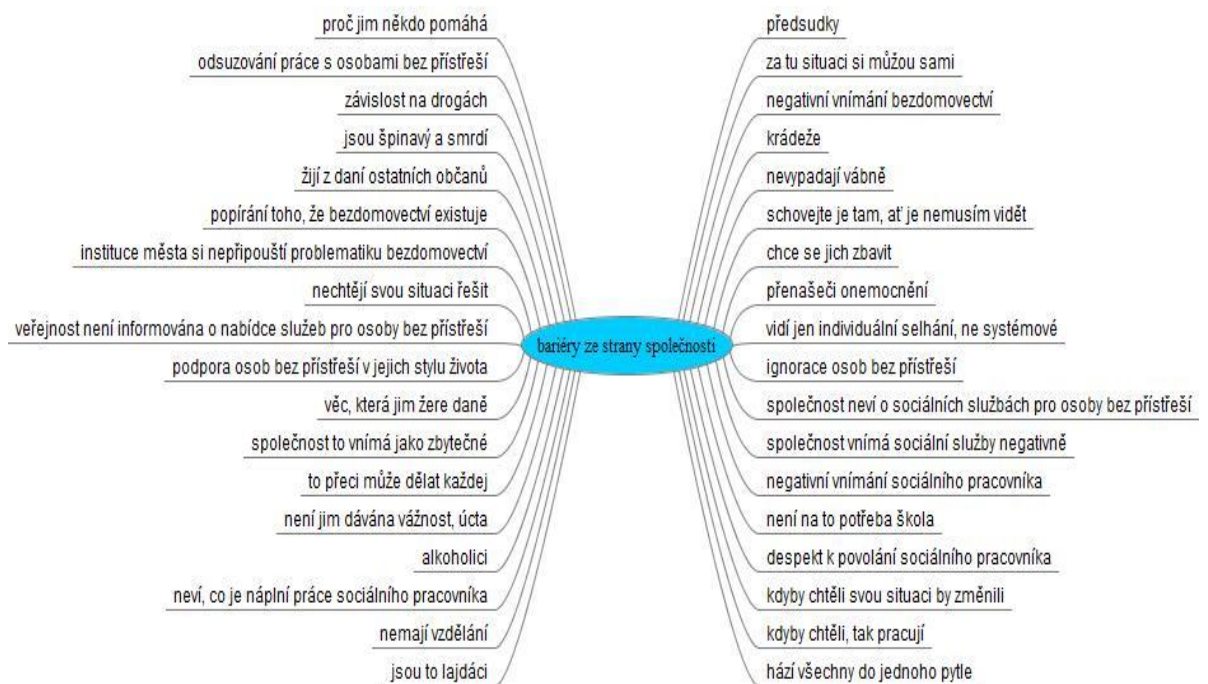 proč jim někdo pomáhá
odsuzování práce s osobami bez přístřeší
závislost na drogách
jsou špinavý a smrdí
žijí z daní ostatních občanů
popírání toho, že bezdomovectví existuje
instituce města si nepřipouští problematiku bezdomovectví
nechtějí svou situaci řešit
veřejnost není informována o nabídce služeb pro osoby bez přístřeší
podpora osob bez přístřeší v jejich stylu života
věc, která jim žere daně
společnost to vnímá jako zbytečné
to přeci může dělat každej
není jim dávána vážnost, úcta
alkoholici
neví, co je náplní práce sociálního pracovníka
nemají vzdělání
jsou to lajdáci
bariéry ze strany společnosti
předsudky
za tu situaci si můžou sami
negativní vnímání bezdomovectví
krádeže
nevypadají vábně
schovejte je tam, ať je nemusím vidět
chce se jich zbavit
přenašeči onemocnění
vidí jen individuální selhání, ne systémové
ignorace osob bez přístřeší
společnost neví o sociálních službách pro osoby bez přístřeší
společnost vnímá sociální služby negativně
negativní vnímání sociálního pracovníka
není na to potřeba škola
despekt k povolání sociálního pracovníka
kdyby chtěli svou situaci by změnili
kdyby chtěli, tak pracují
hází všechny do jednoho pytle